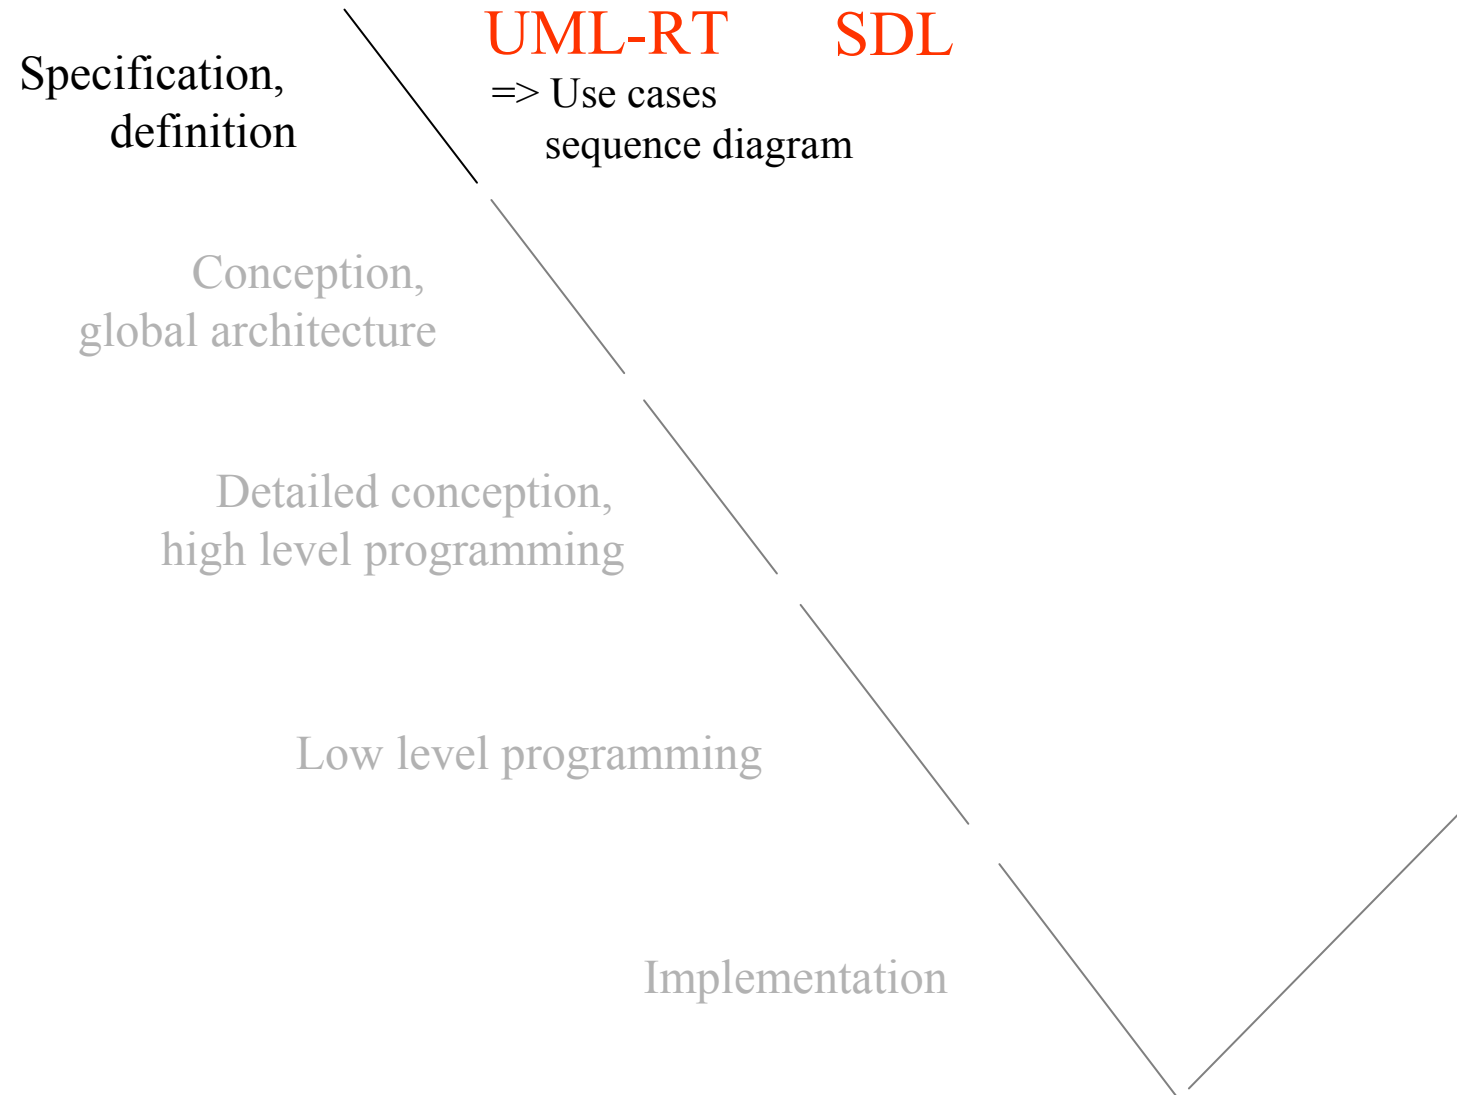 UML-RT SDL
Specification,
definition
=> Use cases
sequence diagram
Conception,
global architecture
Detailed conception,
high level programming
Low level programming
Implementation